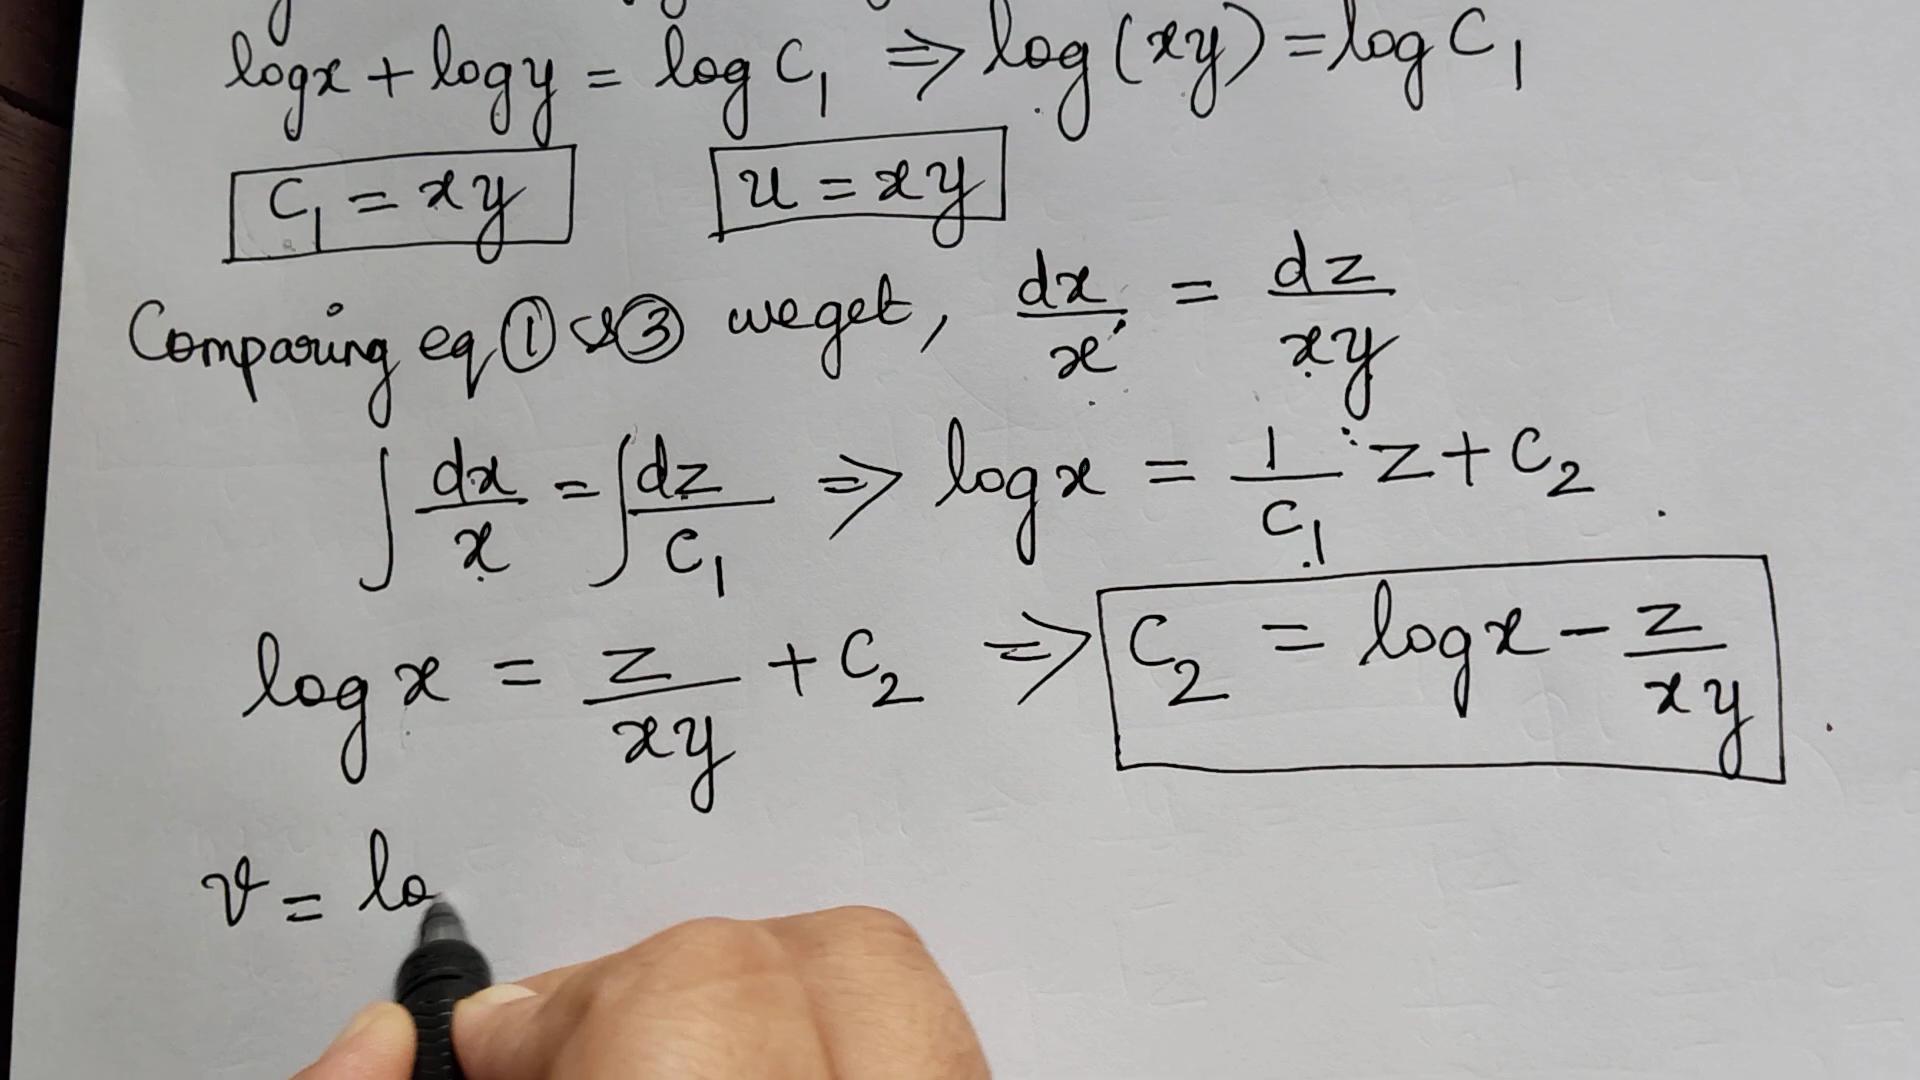 logx + logy = log C₁ ⇒ log(xy) = log C₁
C₁ = xy   u = xy
Comparing eq ① & ③ we get, dx/x = dz/xy
∫ dx/x = ∫ dz/C₁ ⇒ log x = 1/C₁ z + C₂
log x = z/xy + C₂ ⇒ C₂ = log x − z/xy
v = lo